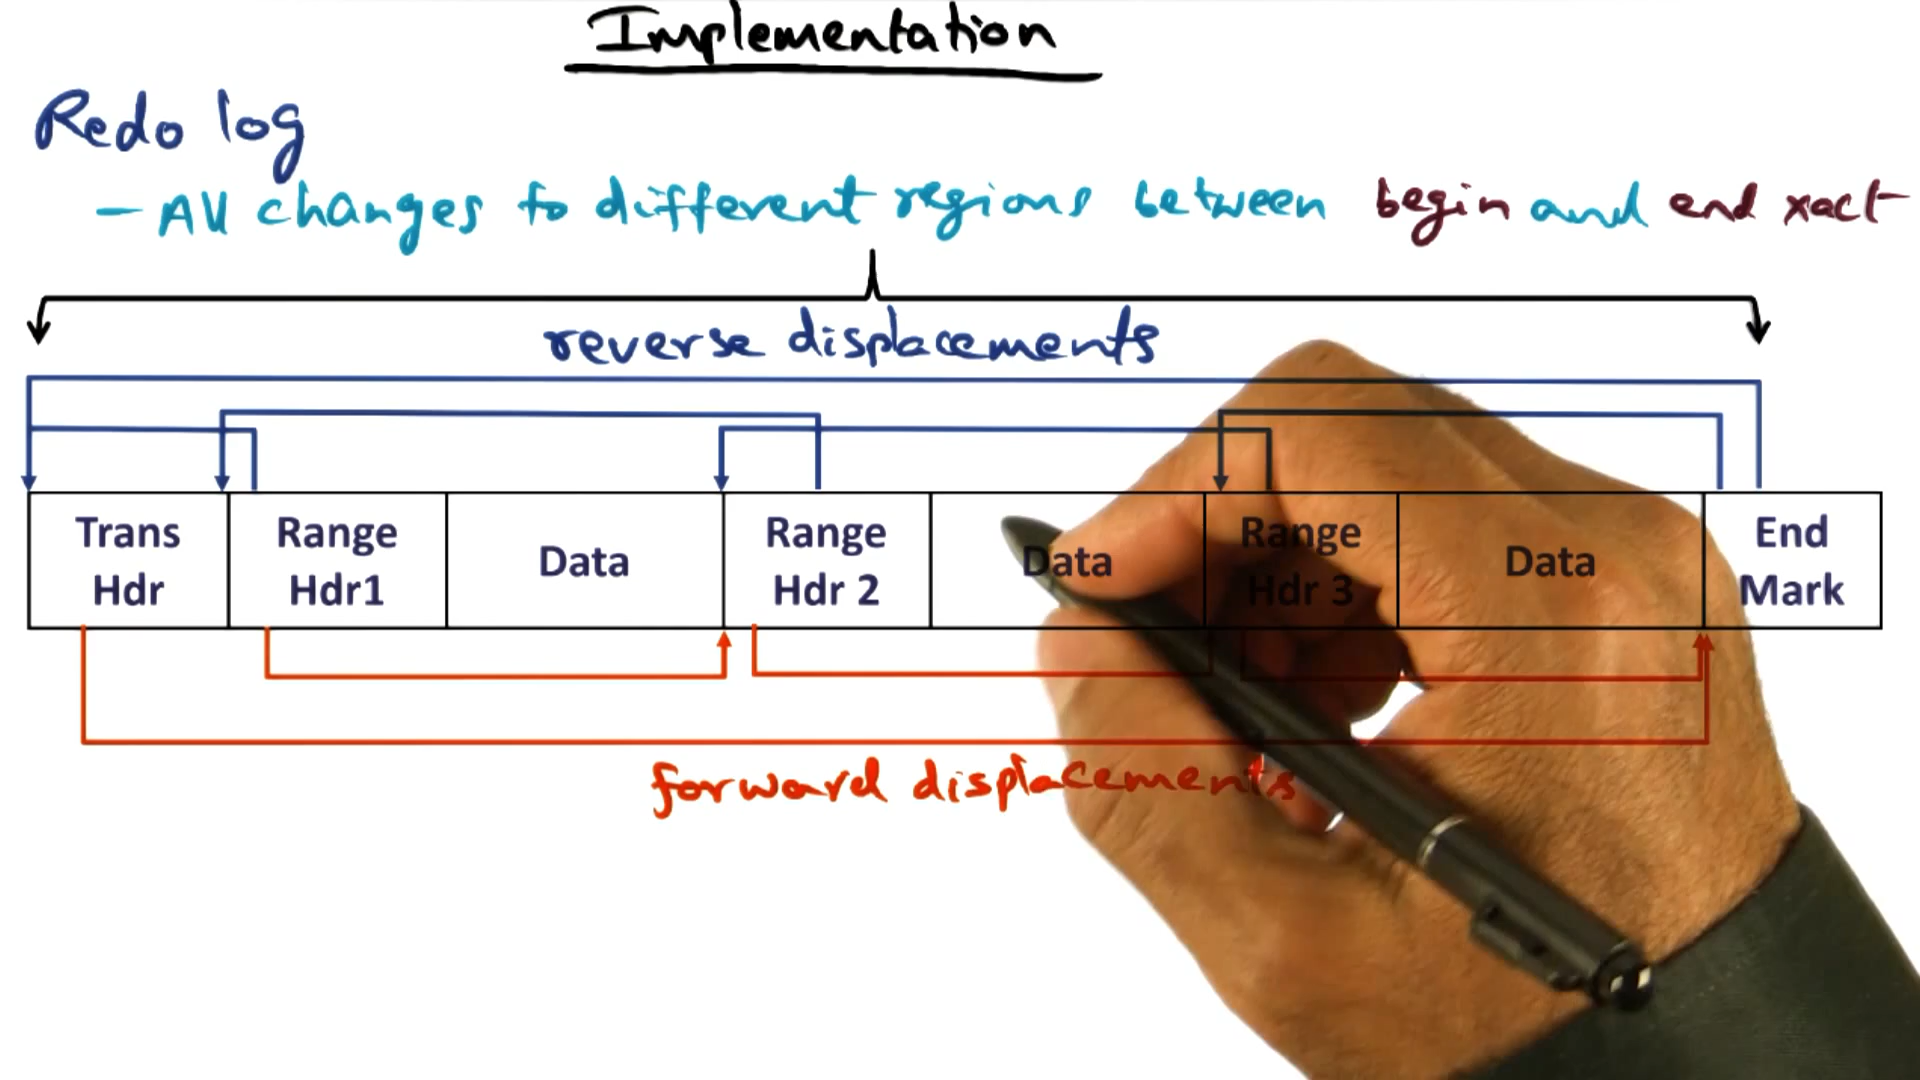 Implementation
Redo log
- All changes to different regions between begin and end xact
reverse displacements
Trans Hdr
Range Hdr1
Data
Range Hdr 2
Data
Range Hdr 3
Data
End Mark
forward displacements